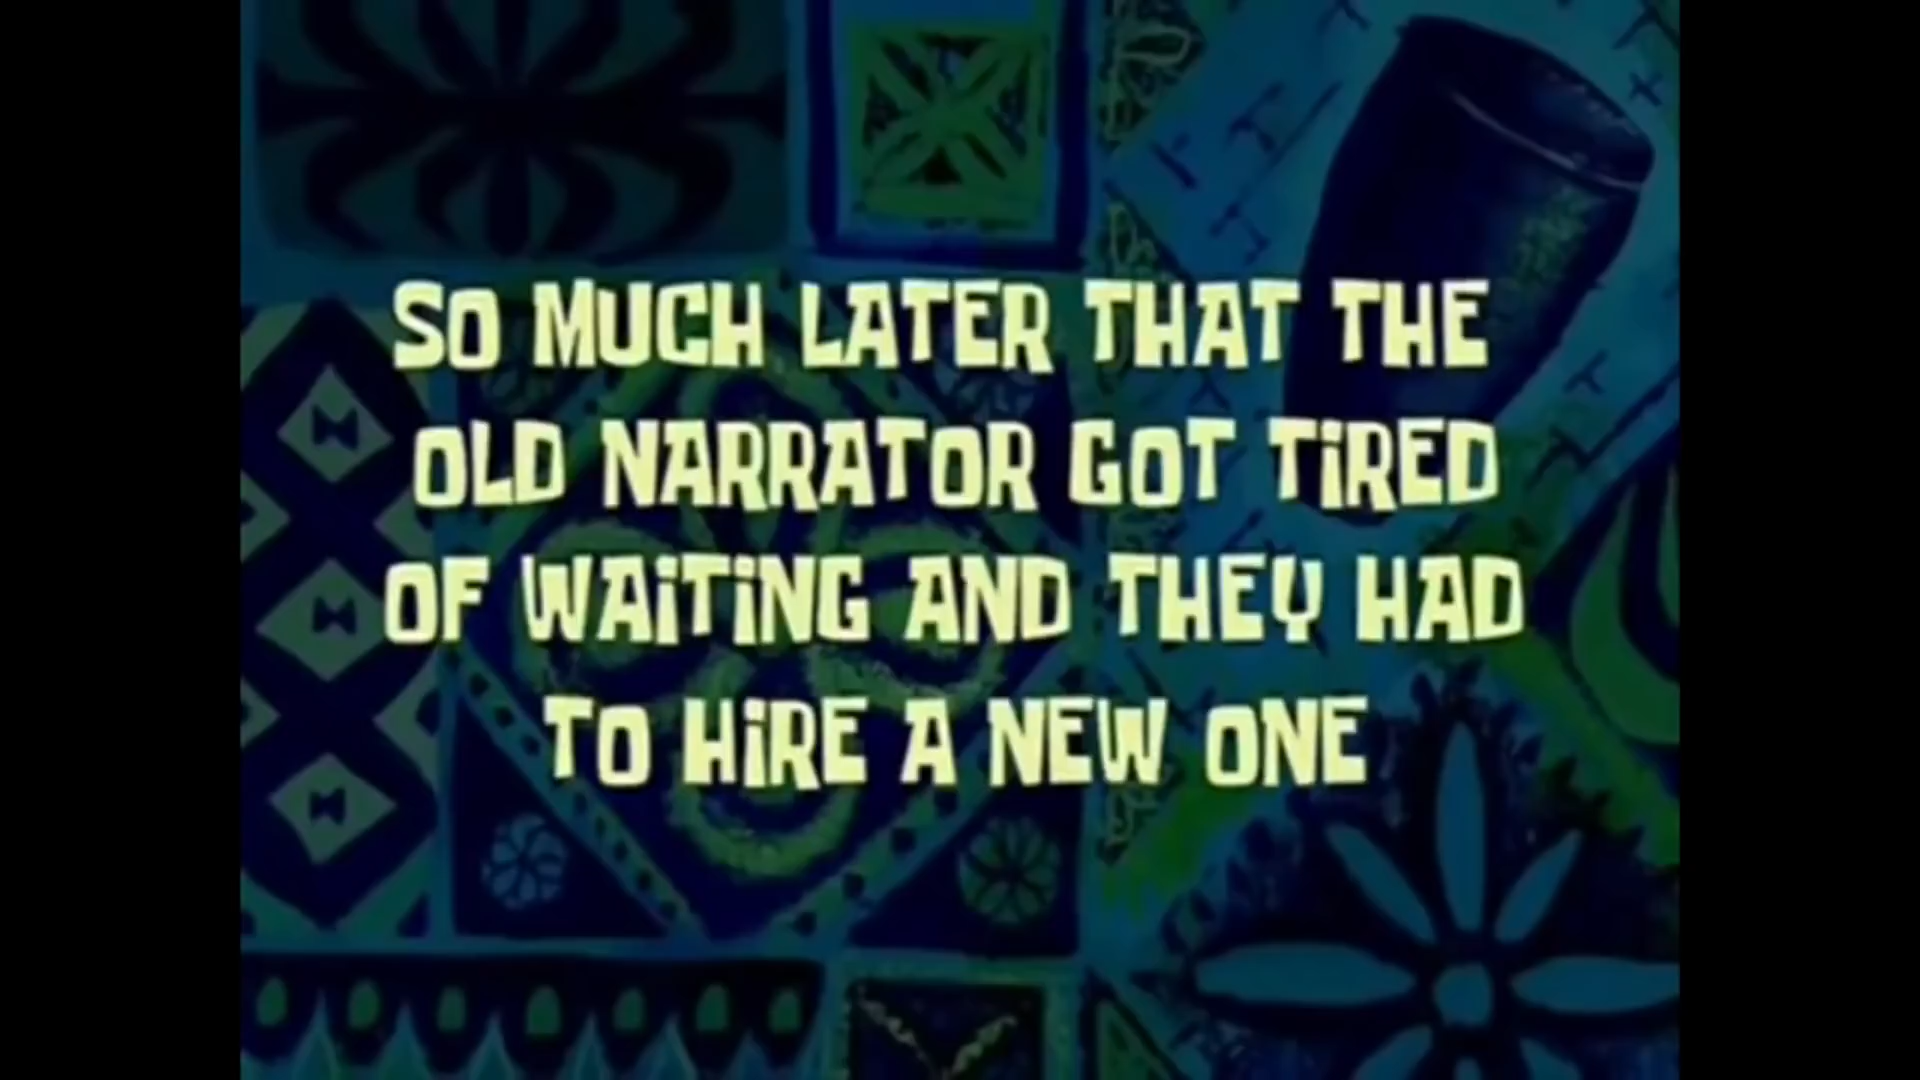 SO MUCH LATER THAT THE
OLD NARRATOR GOT TiRED
OF WAiTiNG AND THEY HAD
TO HiRE A NEW ONE